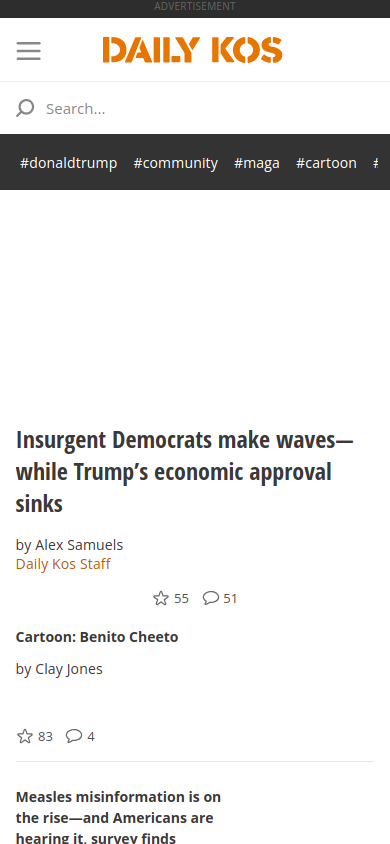 ADVERTISEMENT
DAILY KOS
Search...
#donaldtrump #community #maga #cartoon #
Insurgent Democrats make waves—
while Trump’s economic approval
sinks
by Alex Samuels
Daily Kos Staff
55 51
Cartoon: Benito Cheeto
by Clay Jones
83 4
Measles misinformation is on
the rise—and Americans are
hearing it, survey finds